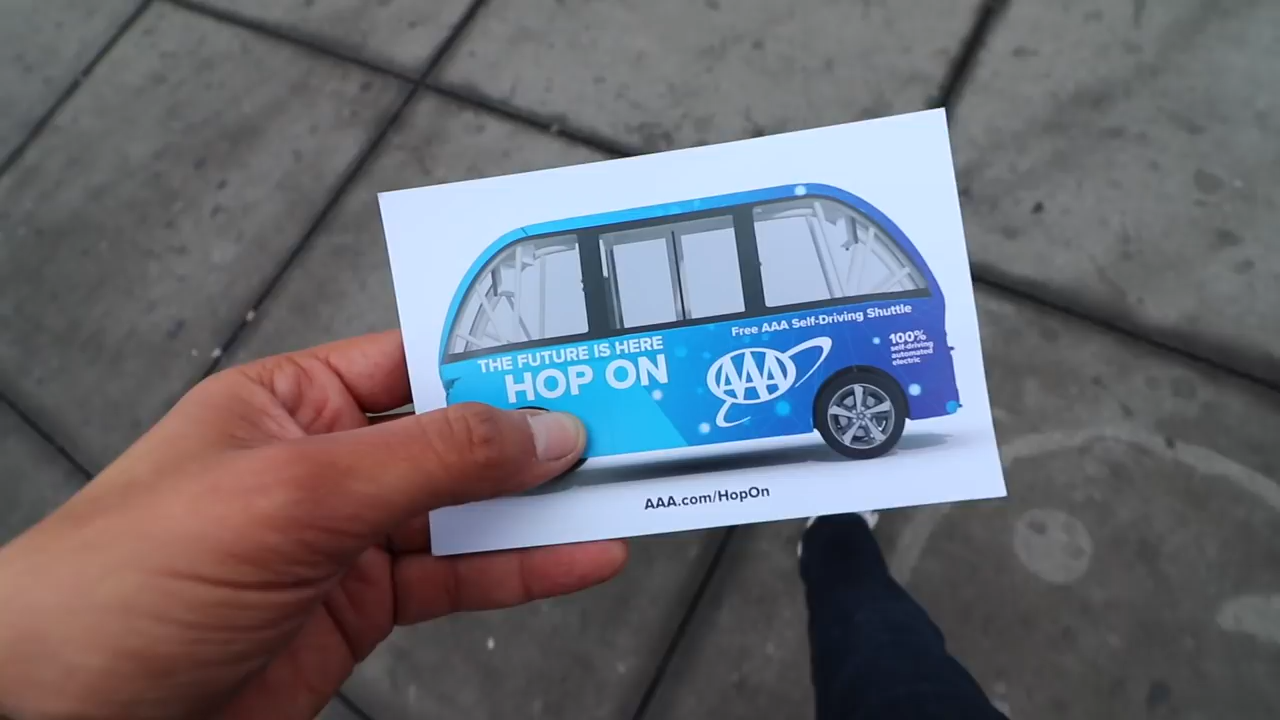 Free AAA Self-Driving Shuttle
THE FUTURE IS HERE
HOP ON
AAA
100%
self-driving
automated
electric
AAA.com/HopOn